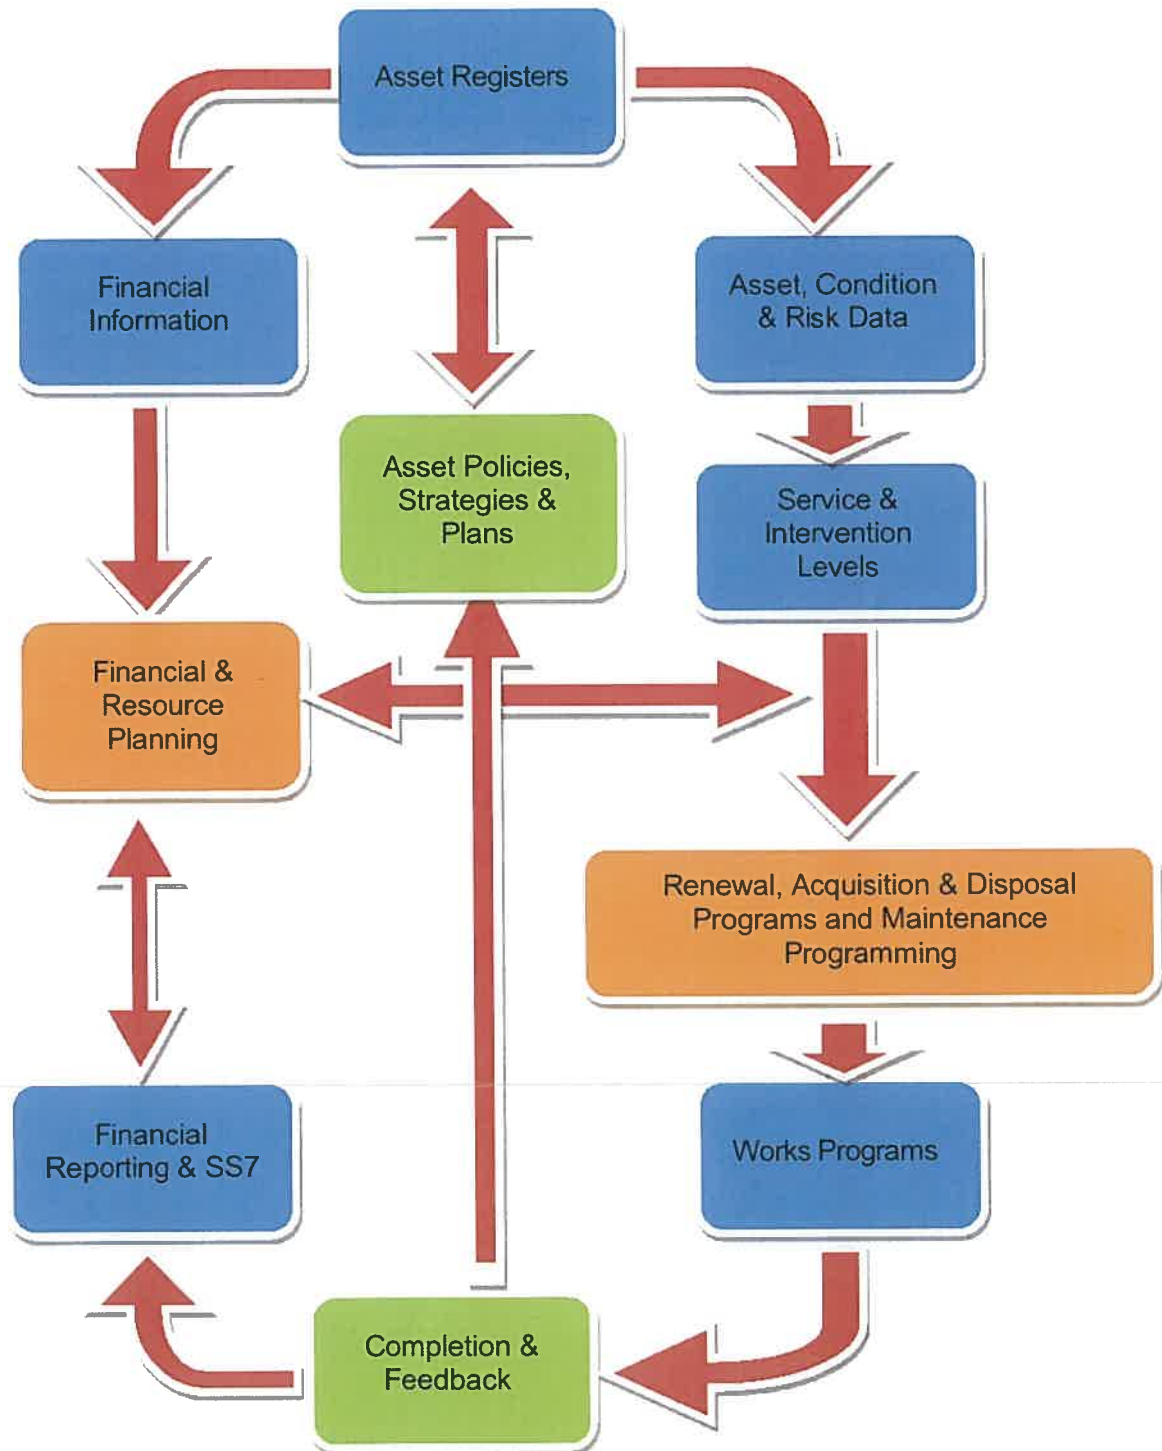 Asset Registers
Financial
Information
Asset, Condition
& Risk Data
Asset Policies,
Strategies &
Plans
Service &
Intervention
Levels
Financial &
Resource
Planning
Renewal, Acquisition & Disposal
Programs and Maintenance
Programming
Financial
Reporting & SS7
Works Programs
Completion &
Feedback